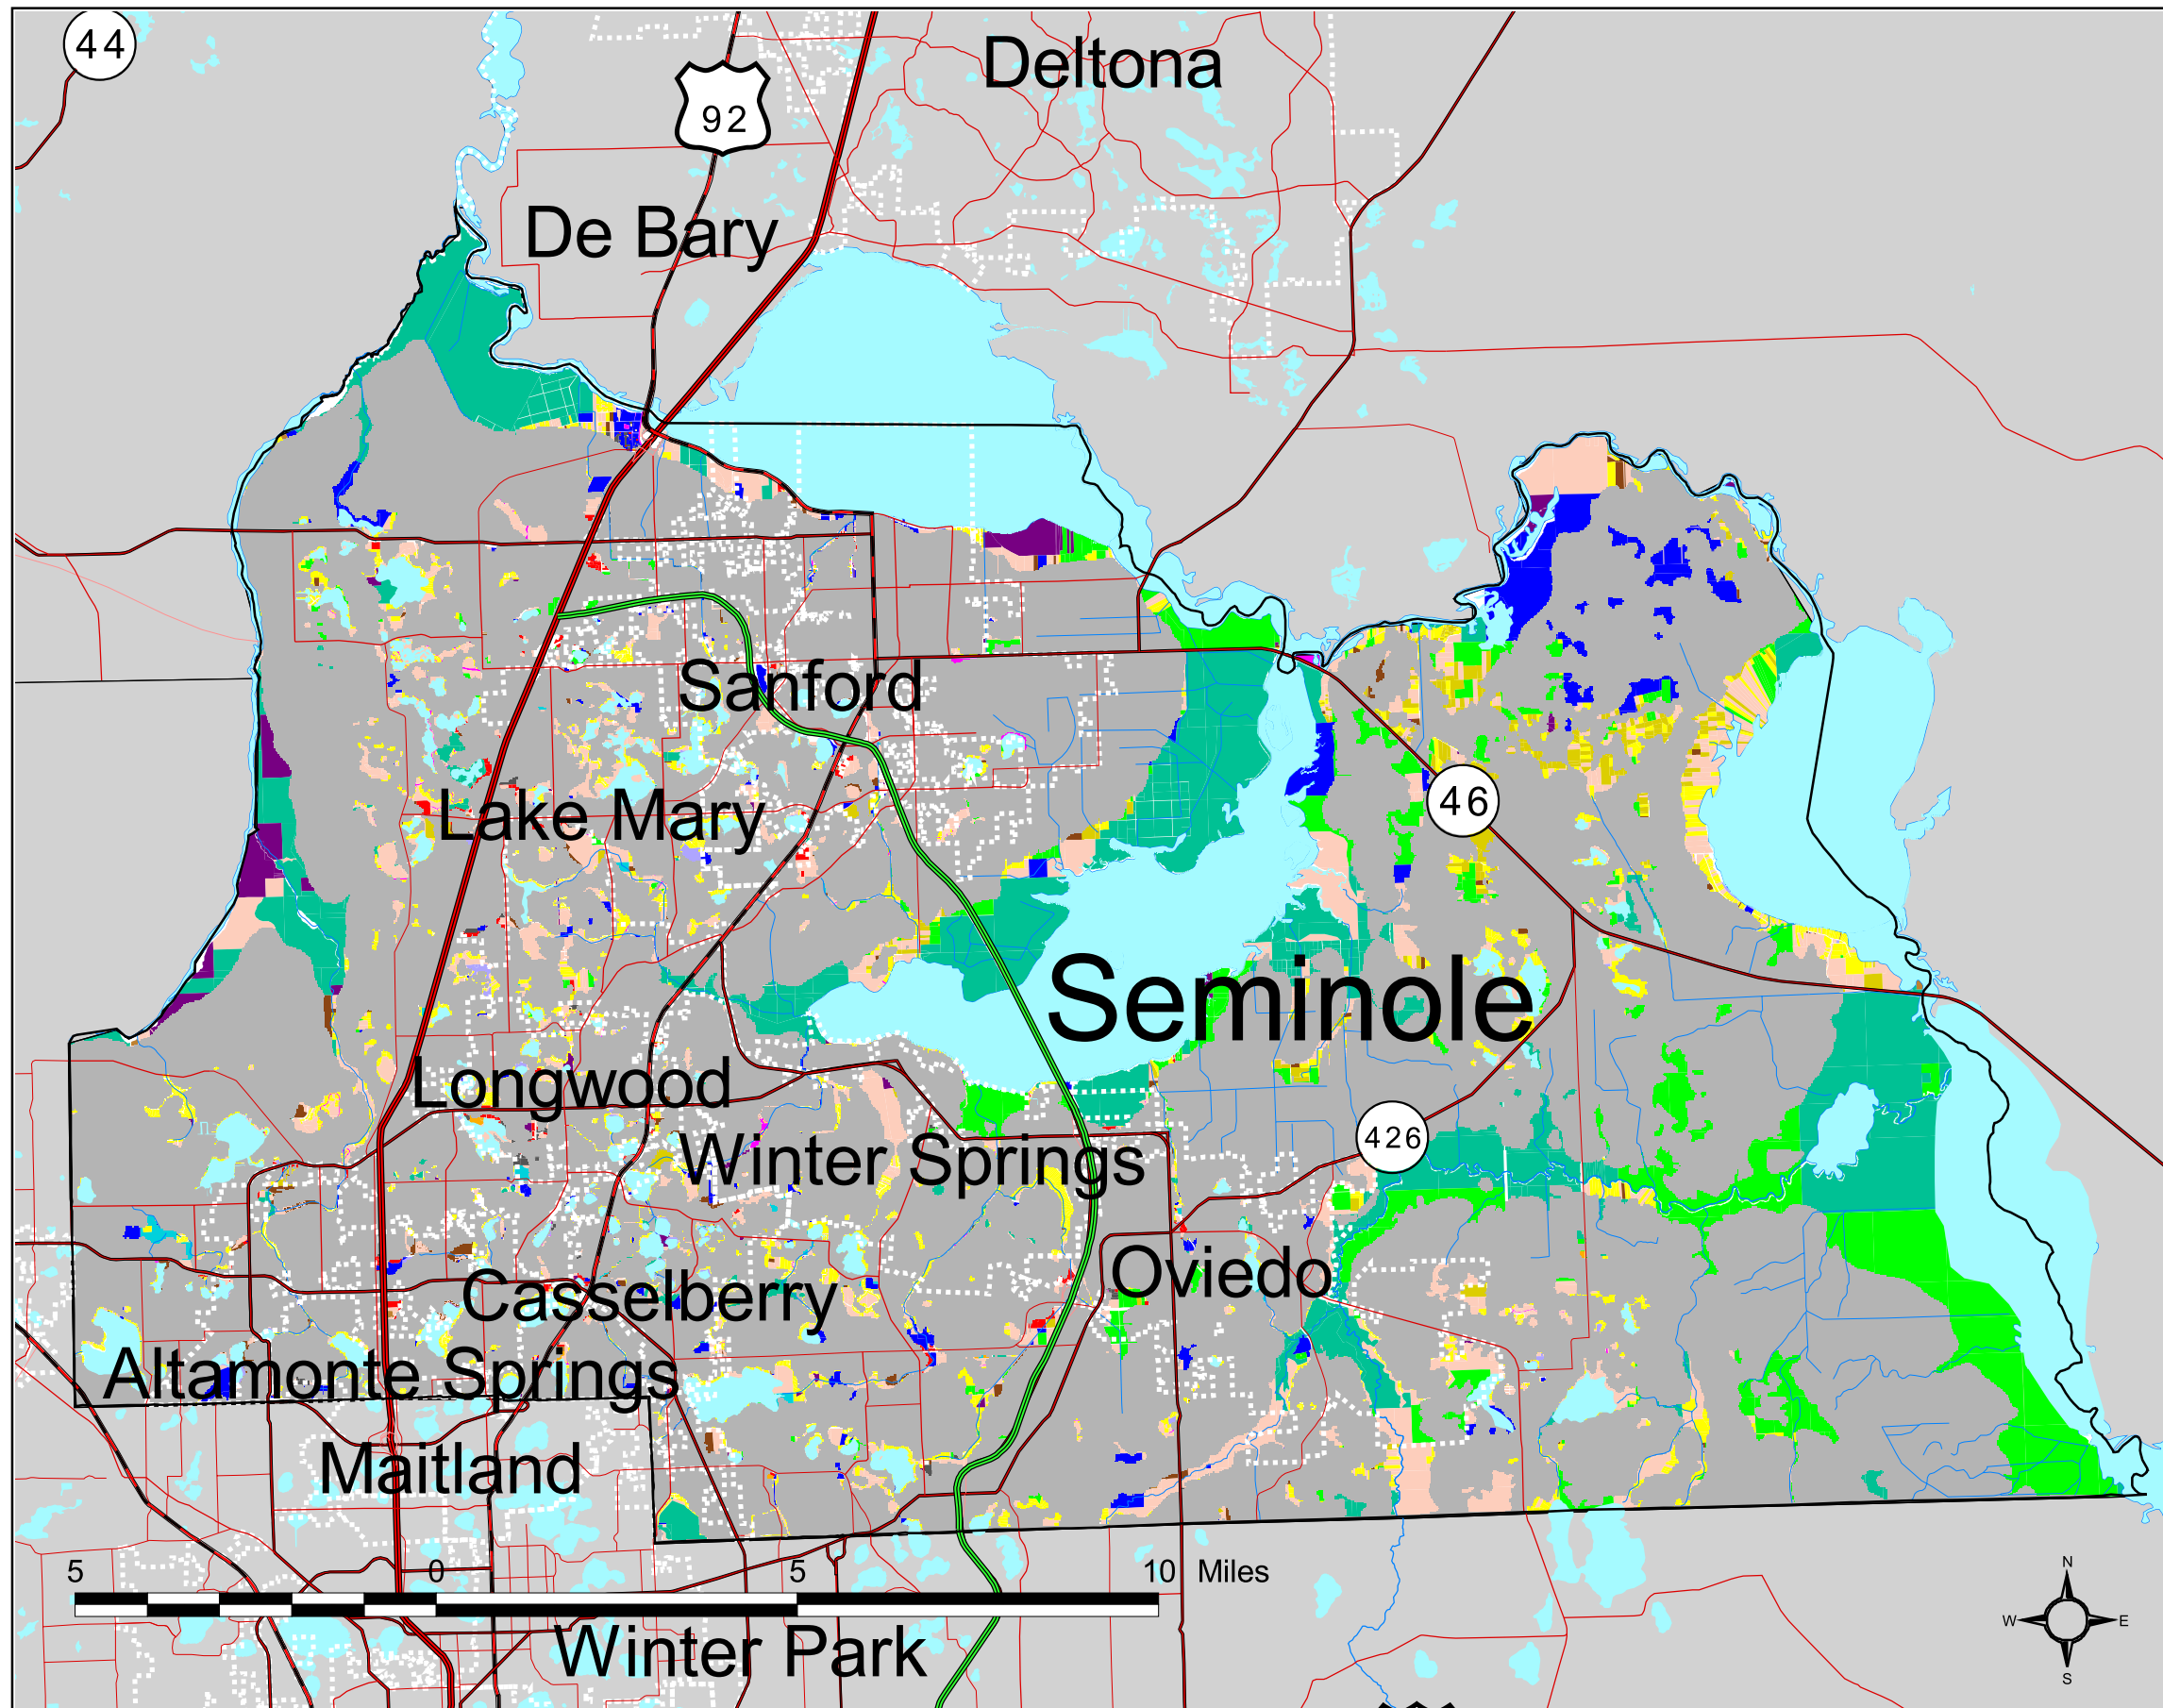 44
Deltona
92
De Bary
Sanford
Lake Mary
46
Seminole
Longwood
426
Winter Springs
Oviedo
Casselberry
Altamonte Springs
Maitland
5 0 5 10 Miles
N
W E
S
Winter Park